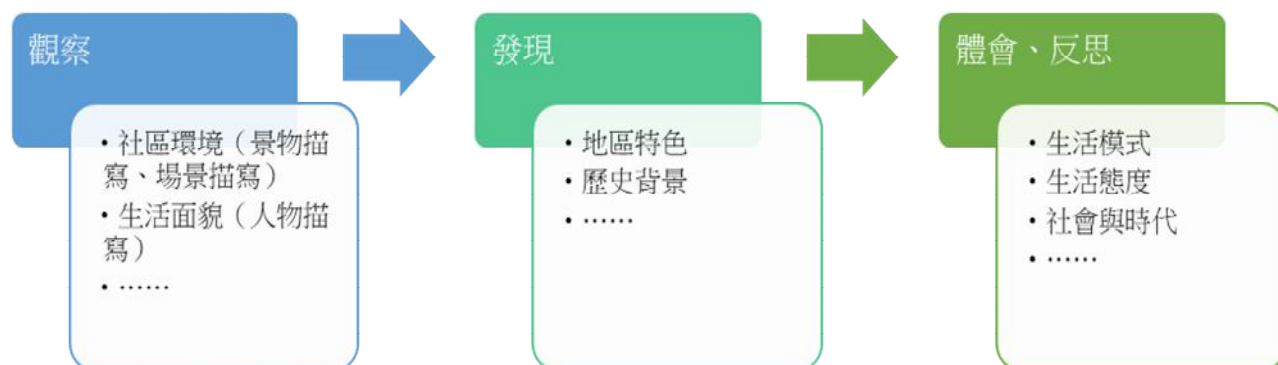 觀察
・社區環境（景物描
寫、場景描寫）
・生活面貌（人物描
寫）
・……
發現
・地區特色
・歷史背景
・……
體會、反思
・生活模式
・生活態度
・社會與時代
・……